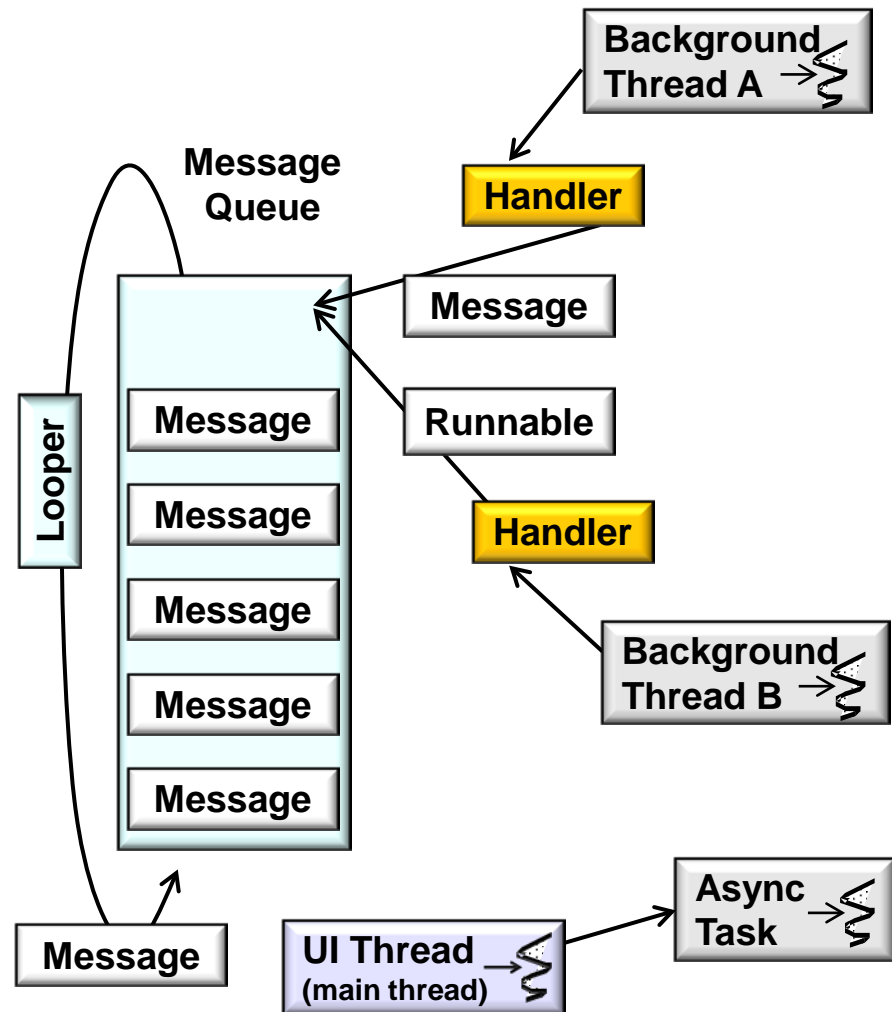 Background
Thread A
Message
Queue
Handler
Message
Message
Runnable
Looper
Message
Handler
Message
Background
Thread B
Message
Message
Async
Task
UI Thread
(main thread)
Message